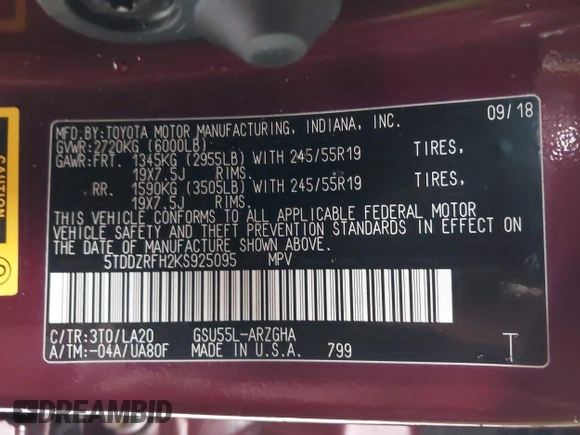 09/18
MFD.BY:TOYOTA MOTOR MANUFACTURING, INDIANA, INC.
GVWR:2720KG (6000LB)
GAWR:FRT. 1345KG (2955LB) WITH 245/55R19 TIRES,
19X7.5J RIMS.
RR. 1590KG (3505LB) WITH 245/55R19 TIRES,
19X7.5J RIMS.
THIS VEHICLE CONFORMS TO ALL APPLICABLE FEDERAL MOTOR
VEHICLE SAFETY AND THEFT PREVENTION STANDARDS IN EFFECT ON
THE DATE OF MANUFACTURE SHOWN ABOVE.
5TDDZRFH2KS925095 MPV
C/TR:3T0/LA20 GSU55L-ARZGHA
A/TM:-04A/UA80F MADE IN U.S.A. 799
T
CAUTION
DREAMBID